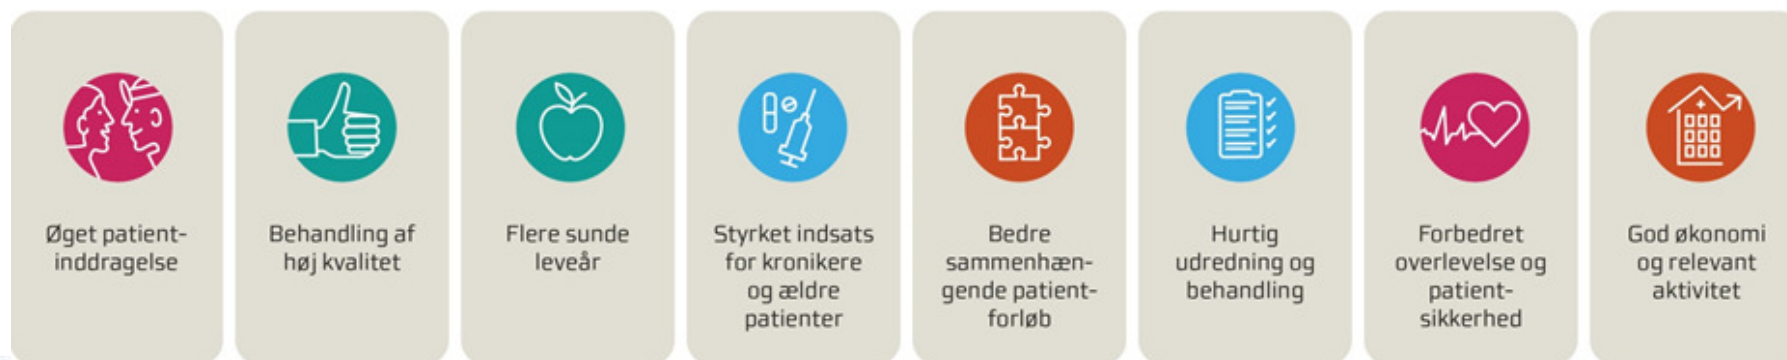 Øget patient-
inddragelse
Behandling af
høj kvalitet
Flere sunde
leveår
Styrket indsats
for kronikere
og ældre
patienter
Bedre
sammenhæn-
gende patient-
forløb
Hurtig
udredning og
behandling
Forbedret
overlevelse og
patient-
sikkerhed
God økonomi
og relevant
aktivitet